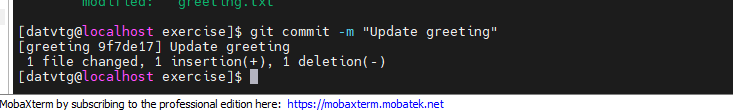 modified:   greeting.txt
[datvtg@localhost exercise]$ git commit -m "Update greeting"
[greeting 9f7de17] Update greeting
 1 file changed, 1 insertion(+), 1 deletion(-)
[datvtg@localhost exercise]$
MobaXterm by subscribing to the professional edition here: https://mobaxterm.mobatek.net